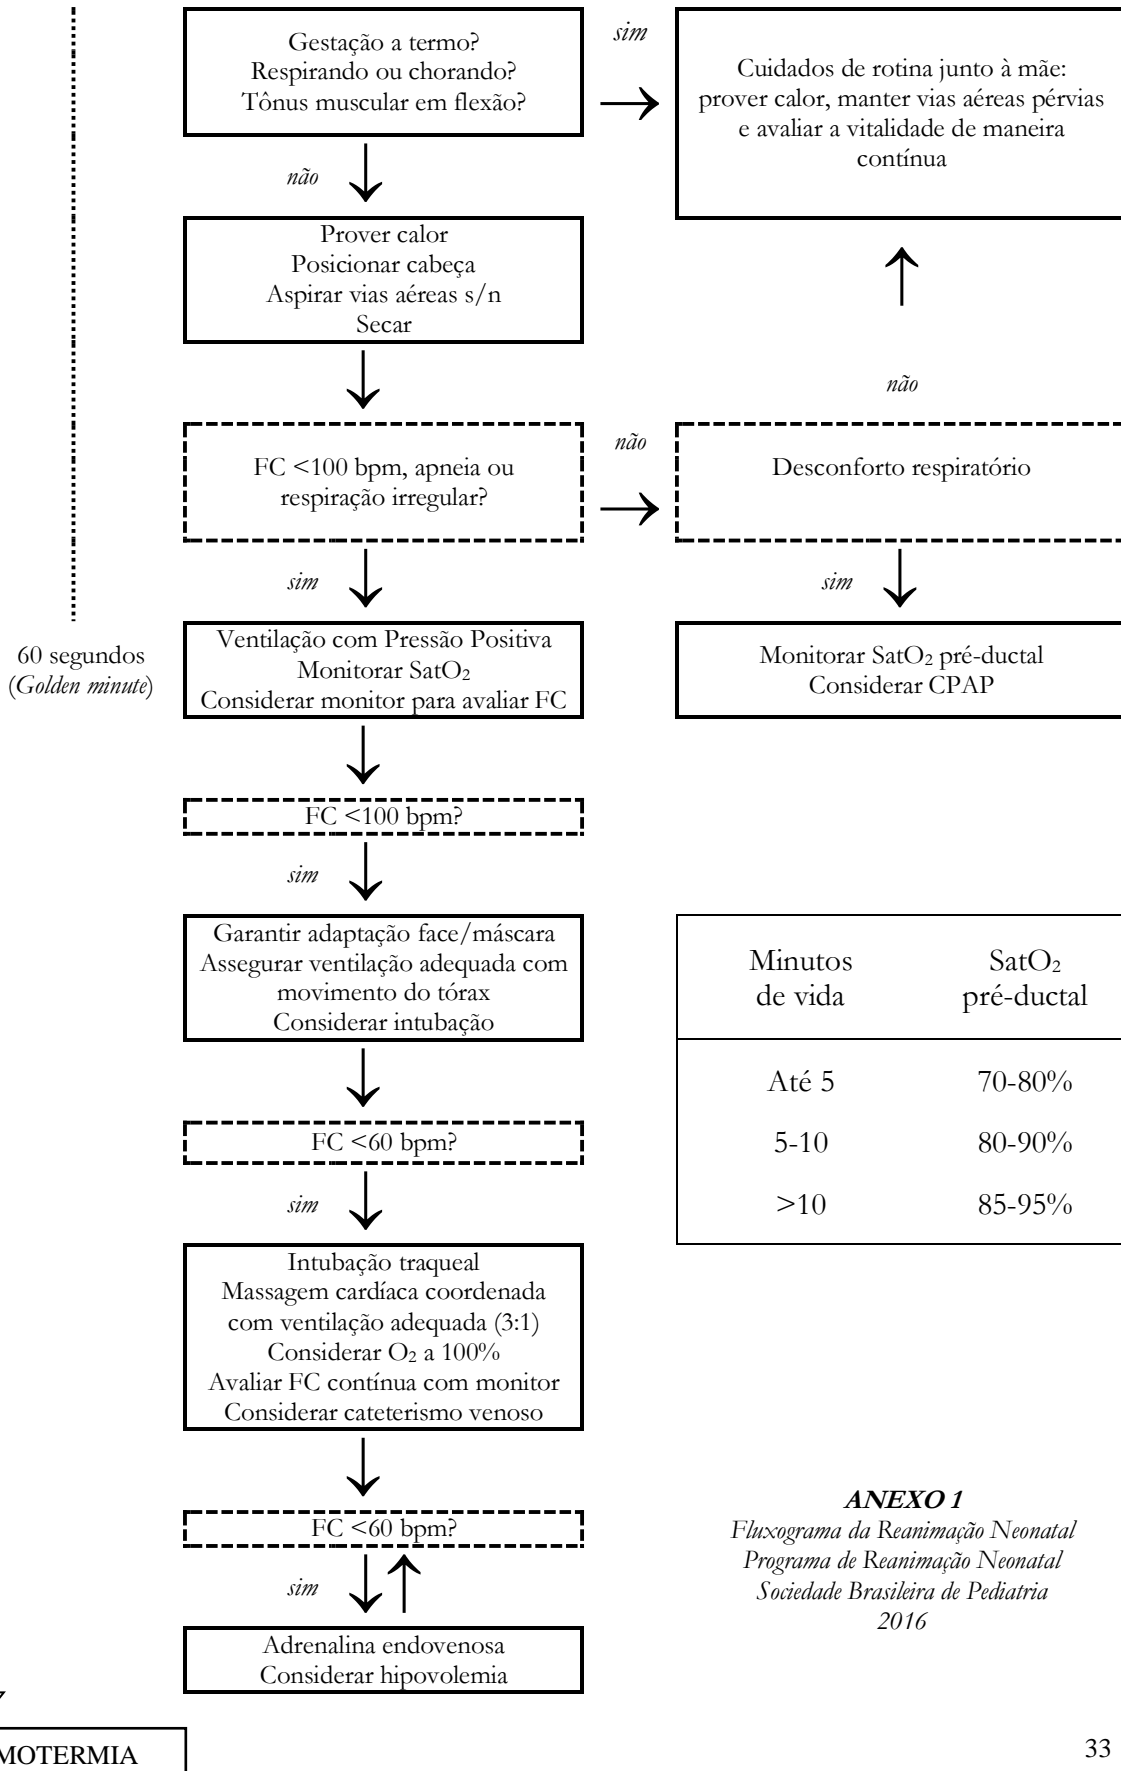 Gestação a termo?
Respirando ou chorando?
Tônus muscular em flexão?
sim
Cuidados de rotina junto à mãe:
prover calor, manter vias aéreas pérvias
e avaliar a vitalidade de maneira
contínua
não
Prover calor
Posicionar cabeça
Aspirar vias aéreas s/n
Secar
não
FC <100 bpm, apneia ou
respiração irregular?
não
Desconforto respiratório
sim
sim
60 segundos
(Golden minute)
Ventilação com Pressão Positiva
Monitorar SatO₂
Considerar monitor para avaliar FC
Monitorar SatO₂ pré-ductal
Considerar CPAP
FC <100 bpm?
sim
Garantir adaptação face/máscara
Assegurar ventilação adequada com
movimento do tórax
Considerar intubação
FC <60 bpm?
sim
Minutos de vida SatO₂ pré-ductal
Até 5 70-80%
5-10 80-90%
>10 85-95%
Intubação traqueal
Massagem cardíaca coordenada
com ventilação adequada (3:1)
Considerar O₂ a 100%
Avaliar FC contínua com monitor
Considerar cateterismo venoso
FC <60 bpm?
sim
Adrenalina endovenosa
Considerar hipovolemia
ANEXO 1
Fluxograma da Reanimação Neonatal
Programa de Reanimação Neonatal
Sociedade Brasileira de Pediatria
2016
MOTERMIA
33